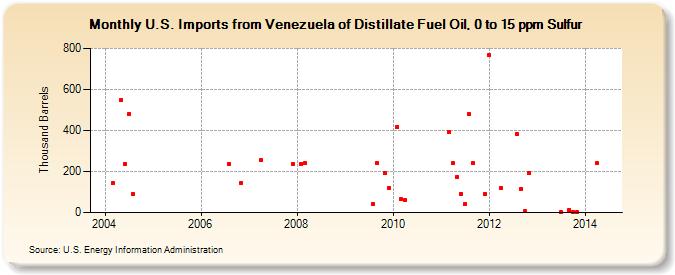 Monthly U.S. Imports from Venezuela of Distillate Fuel Oil, 0 to 15 ppm Sulfur
Thousand Barrels
800
600
400
200
0
2004 2006 2008 2010 2012 2014
Source: U.S. Energy Information Administration